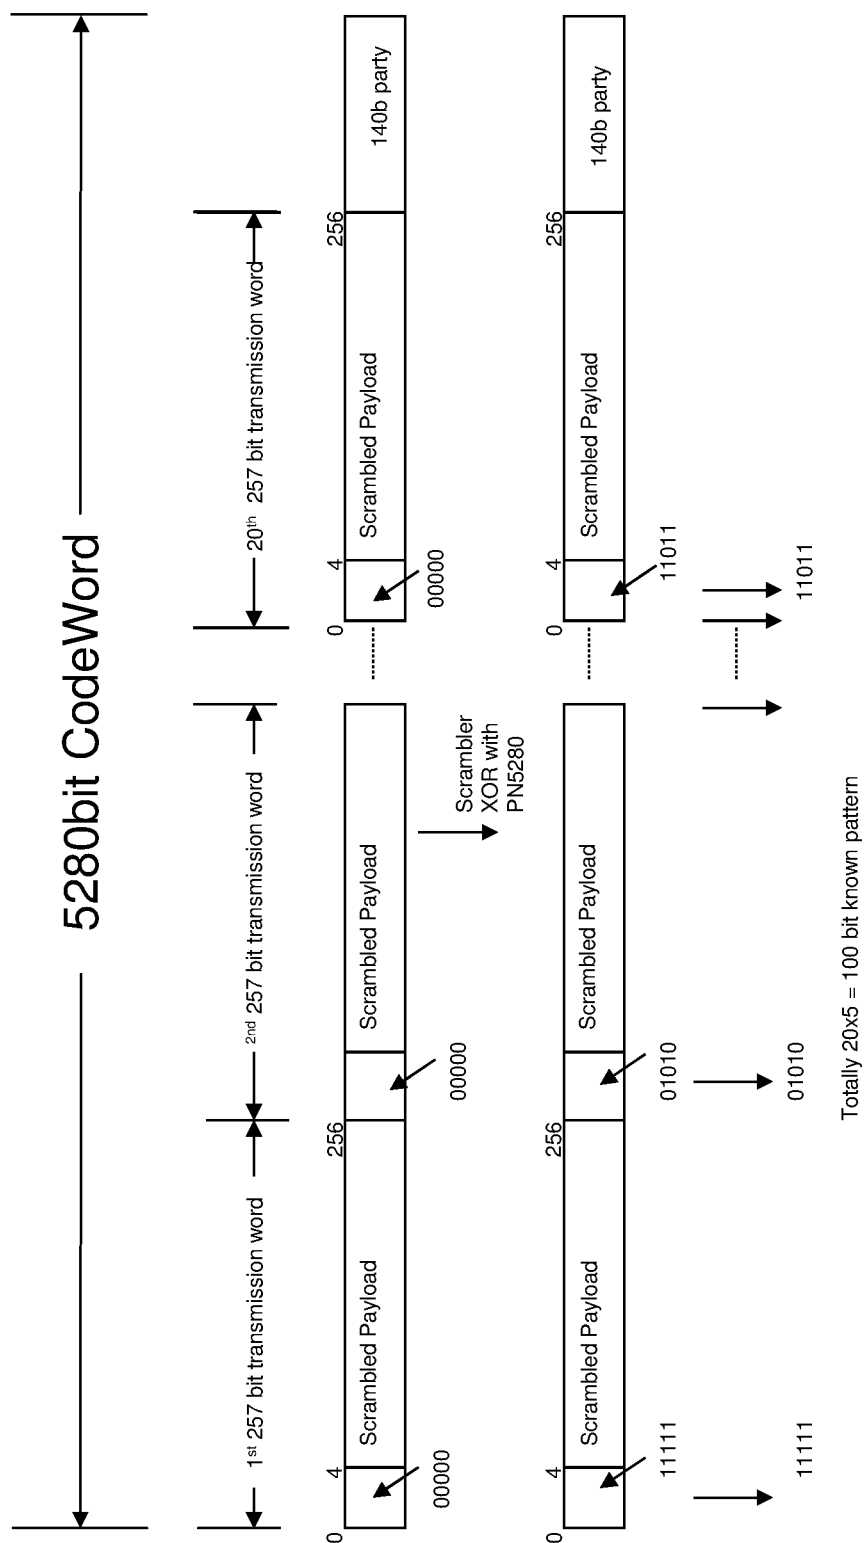 5280bit CodeWord
1st 257 bit transmission word
2nd 257 bit transmission word
20th 257 bit transmission word
0
4
256
0
4
256
Scrambled Payload
Scrambled Payload
Scrambled Payload
140b party
00000
00000
00000
Scrambler
XOR with
PN5280
0
4
256
0
4
256
Scrambled Payload
Scrambled Payload
Scrambled Payload
140b party
11111
01010
11011
11111
01010
11011
Totally 20x5 = 100 bit known pattern